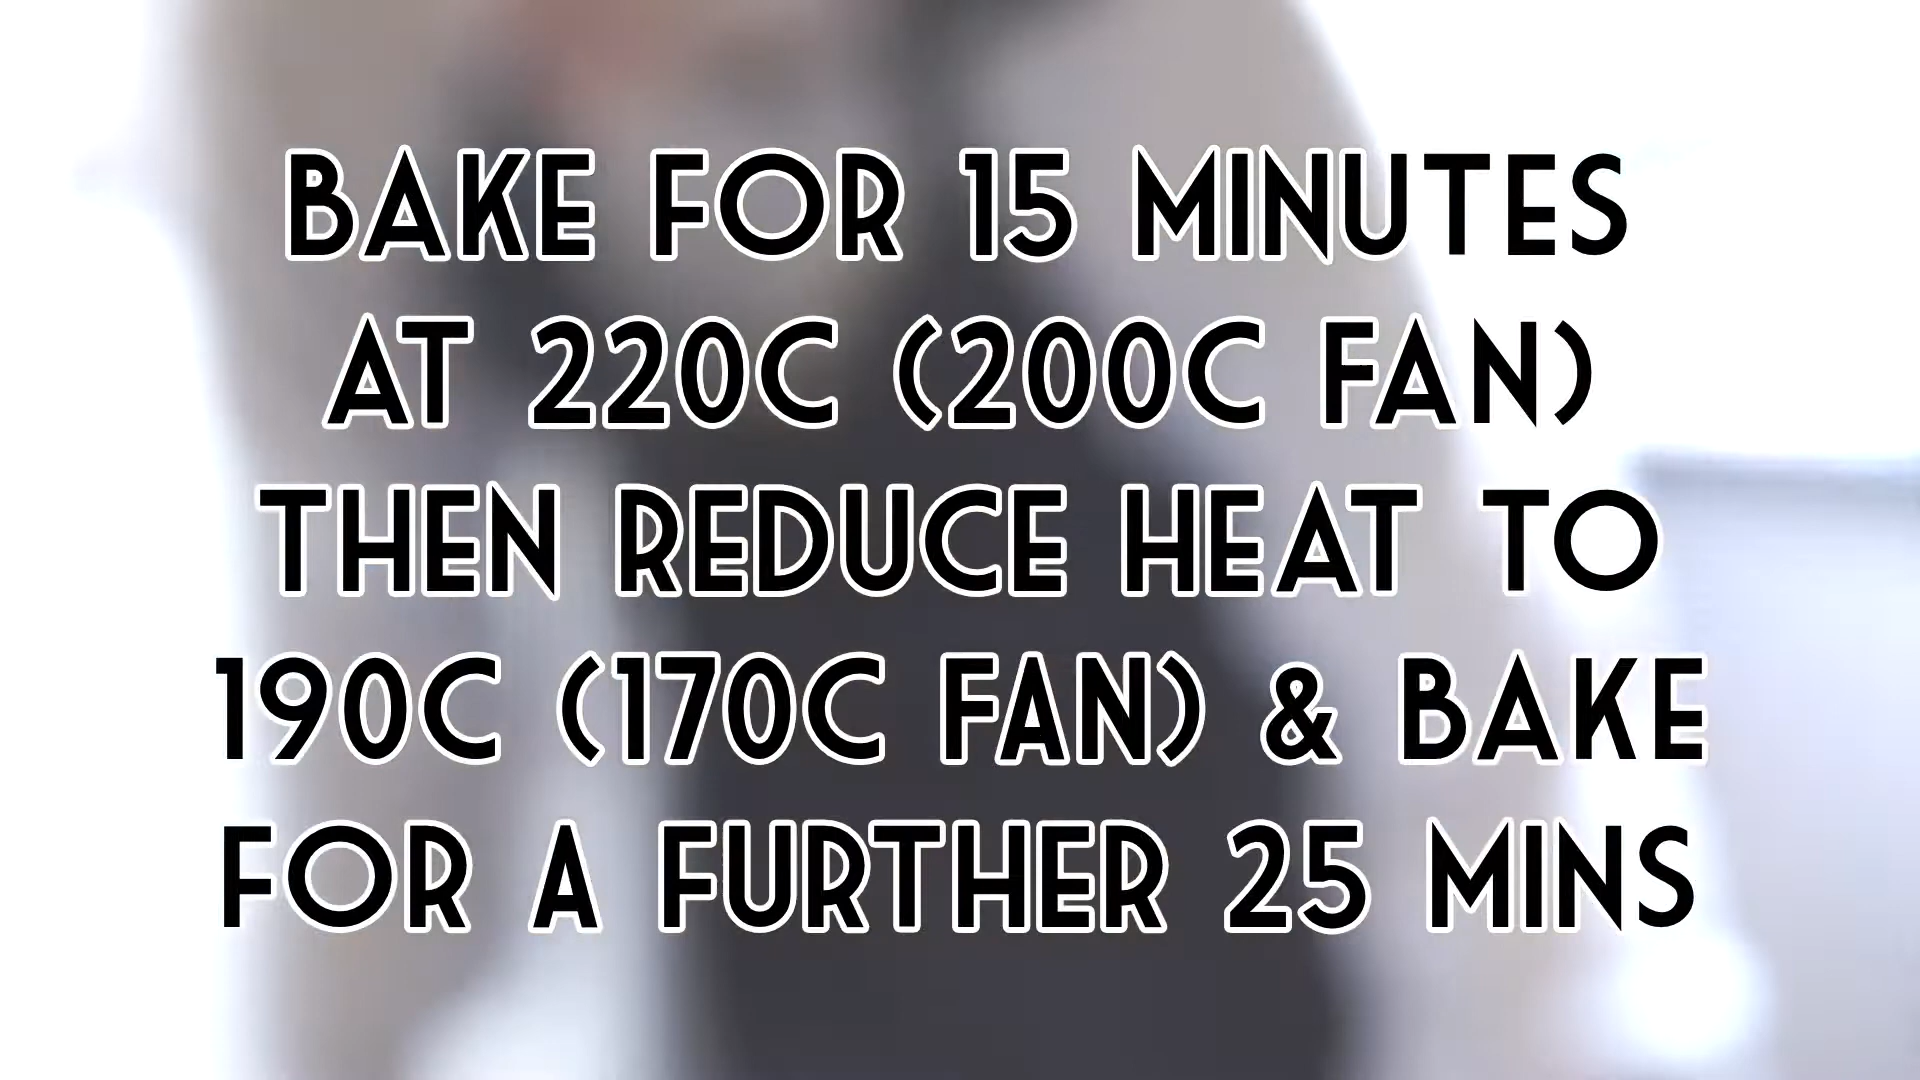 BAKE FOR 15 MINUTES
AT 220C (200C FAN)
THEN REDUCE HEAT TO
190C (170C FAN) & BAKE
FOR A FURTHER 25 MINS